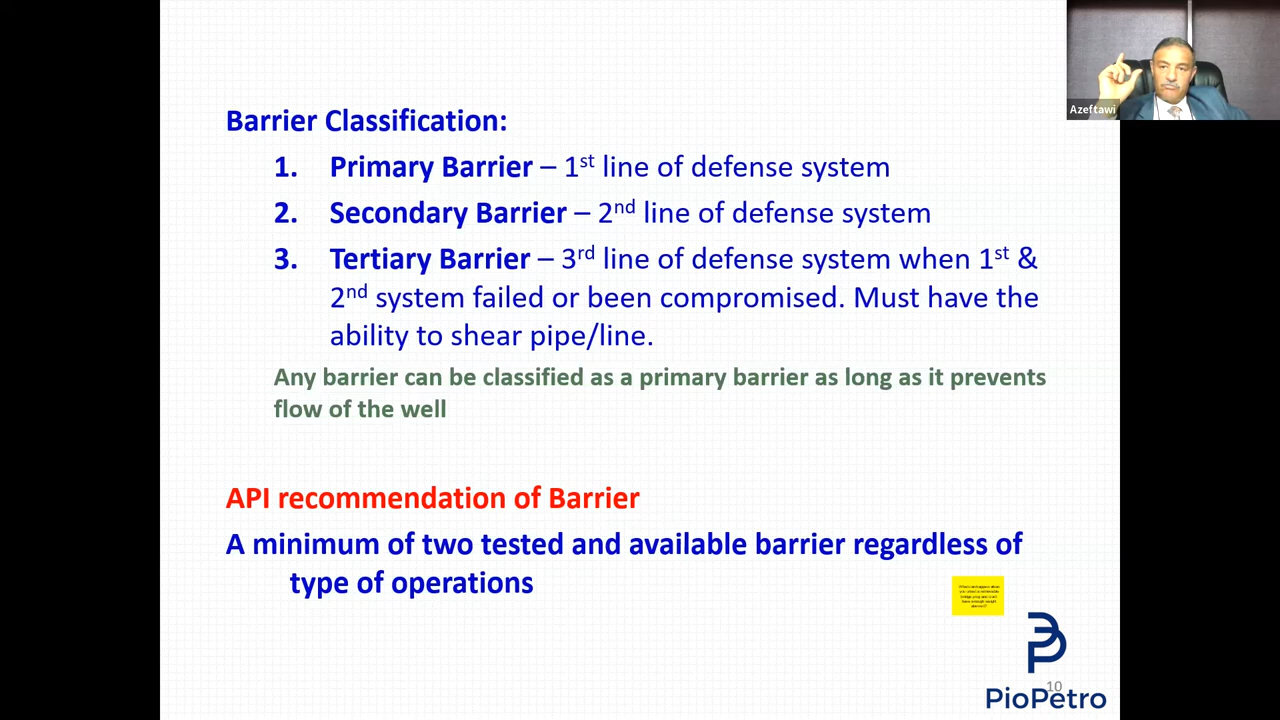 Azeftawi
Barrier Classification:
1. Primary Barrier – 1st line of defense system
2. Secondary Barrier – 2nd line of defense system
3. Tertiary Barrier – 3rd line of defense system when 1st &
2nd system failed or been compromised. Must have the
ability to shear pipe/line.
Any barrier can be classified as a primary barrier as long as it prevents
flow of the well
API recommendation of Barrier
A minimum of two tested and available barrier regardless of
type of operations
10
PioPetro